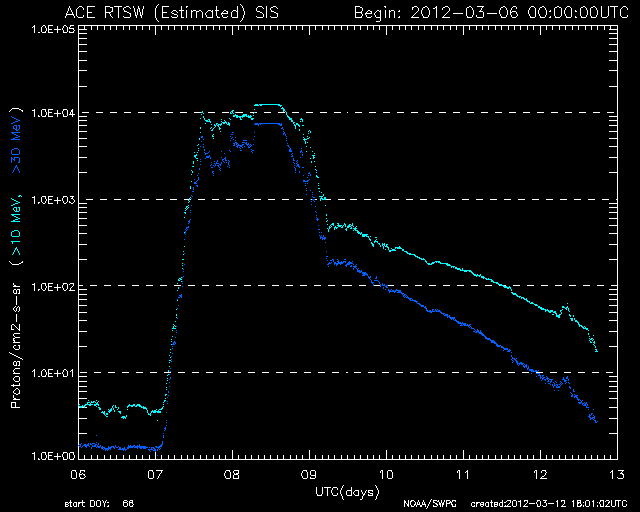 ACE RTSW (Estimated) SIS Begin: 2012-03-06 00:00:00UTC
1.0E+05
1.0E+04
1.0E+03
1.0E+02
1.0E+01
1.0E+00
Protons/cm2-s-sr ( >10 MeV, >30 MeV )
06 07 08 09 10 11 12 13
UTC(days)
start DOY: 66 NOAA/SWPC created:2012-03-12 18:01:02UTC